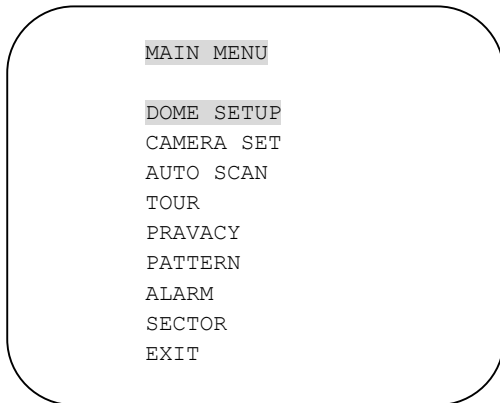 MAIN MENU
DOME SETUP
CAMERA SET
AUTO SCAN
TOUR
PRAVACY
PATTERN
ALARM
SECTOR
EXIT